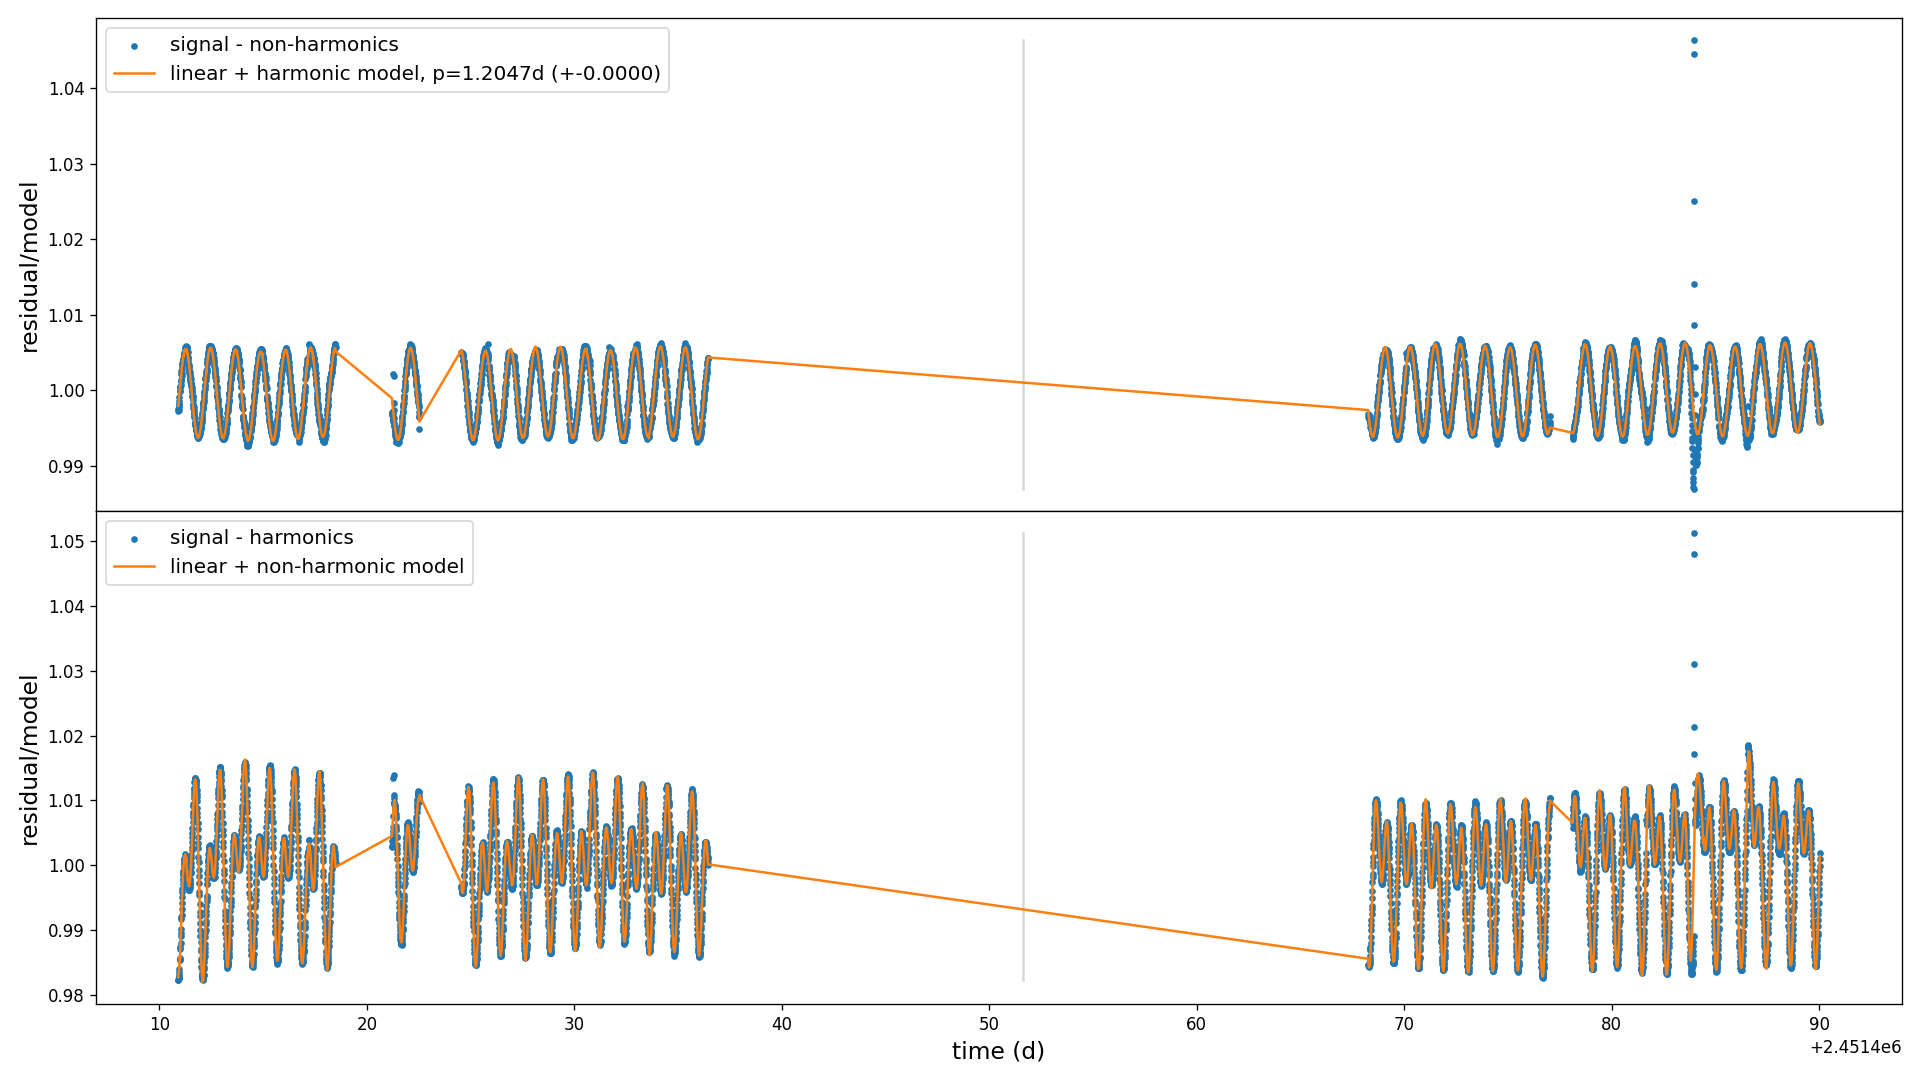 signal - non-harmonics
linear + harmonic model, p=1.2047d (+-0.0000)
1.04
1.03
1.02
1.01
1.00
0.99
residual/model
signal - harmonics
linear + non-harmonic model
1.05
1.04
1.03
1.02
1.01
1.00
0.99
0.98
residual/model
10 20 30 40 50 60 70 80 90
time (d)
+2.4514e6